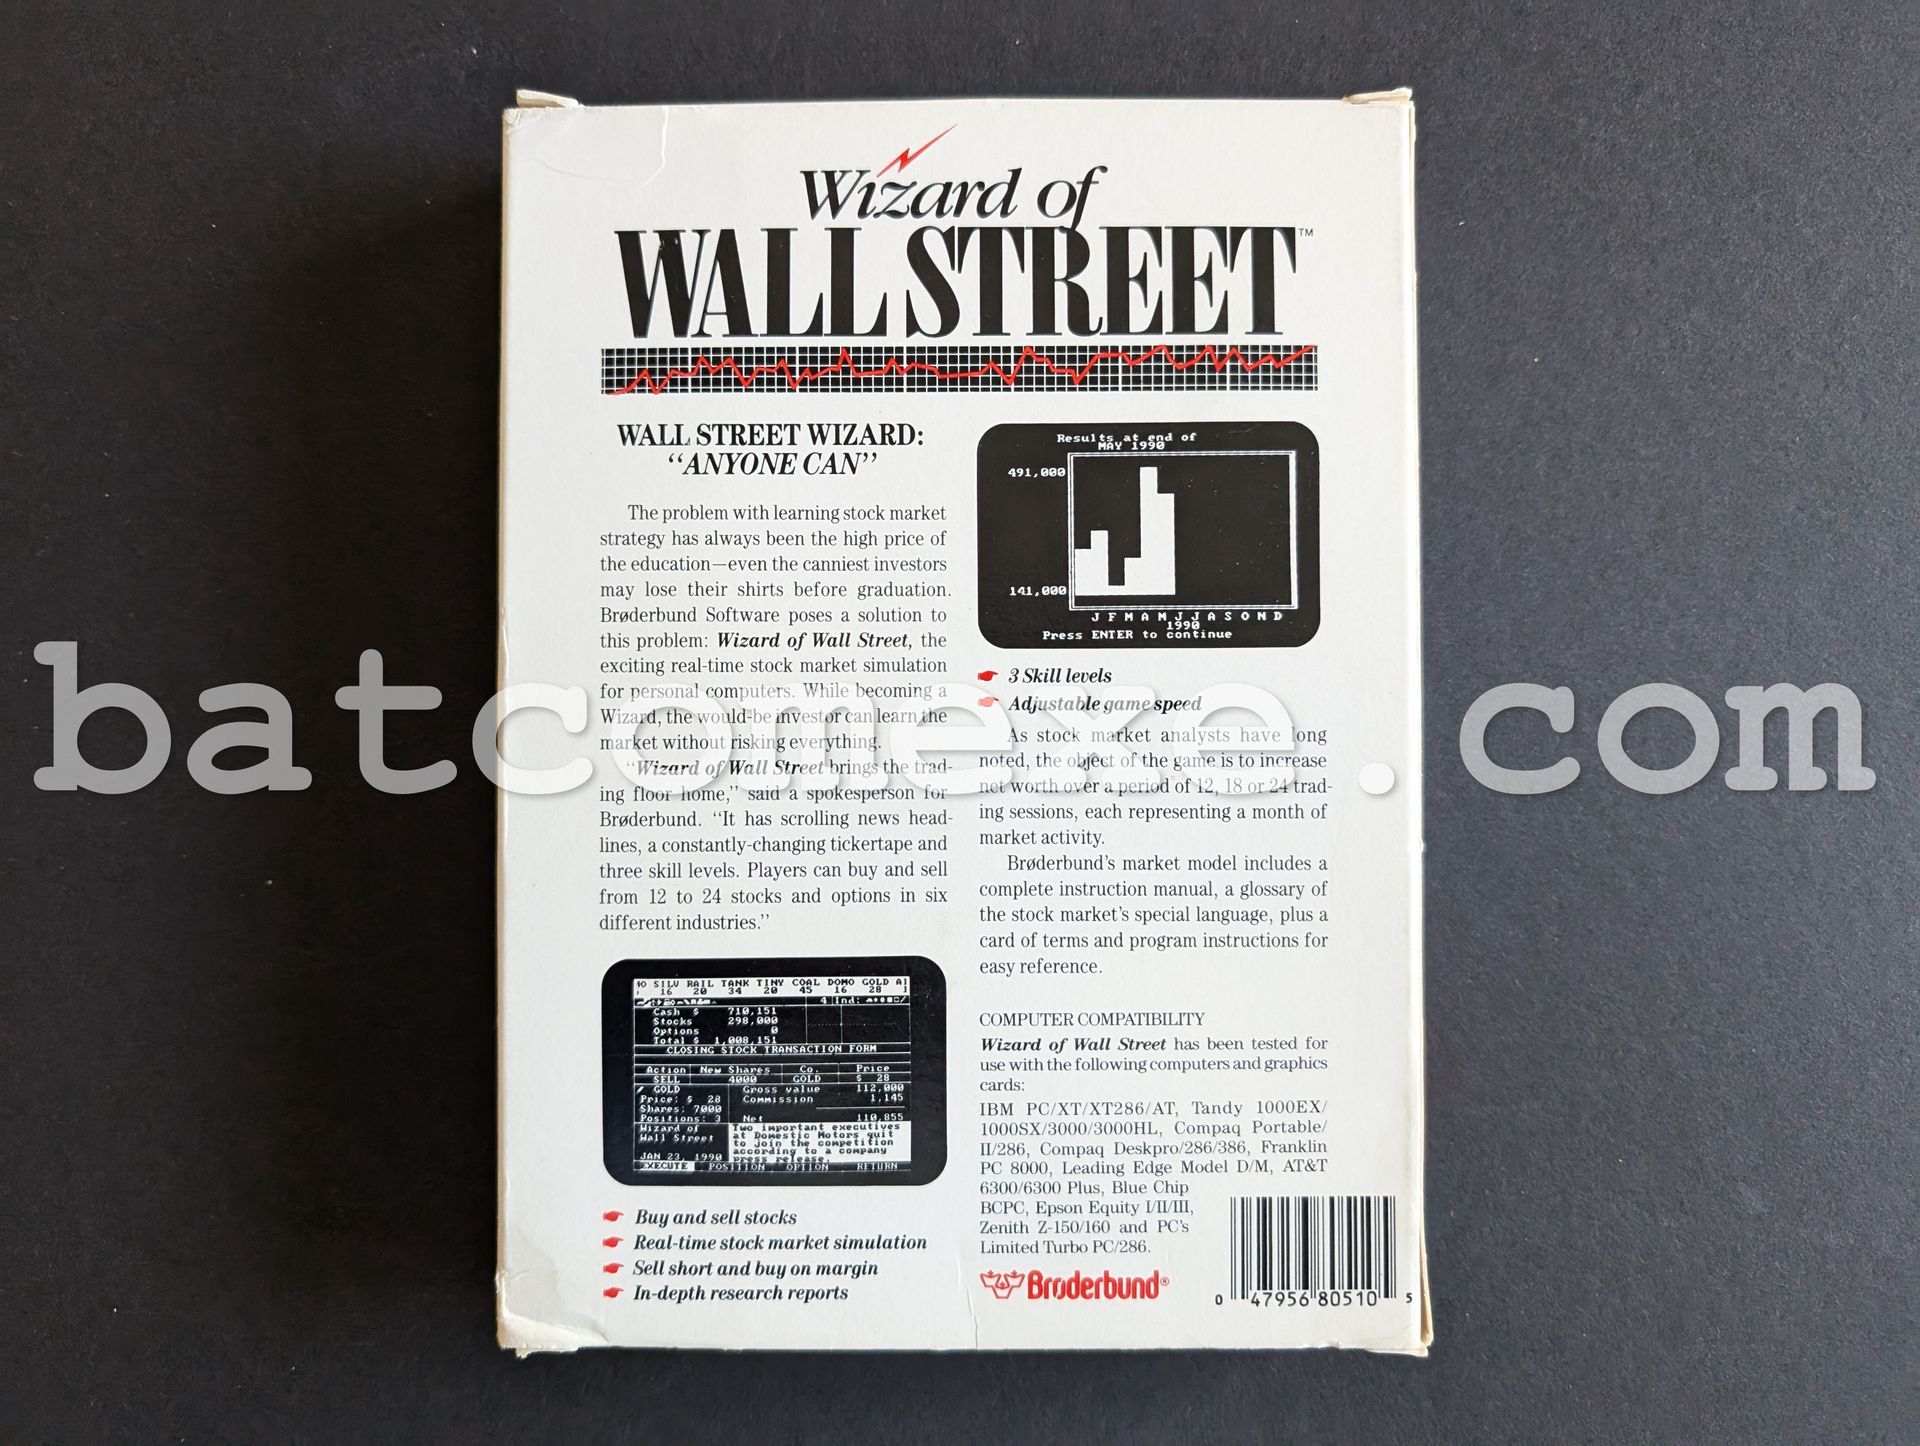 Wizard of
WALL STREET™
WALL STREET WIZARD:
“ANYONE CAN”
The problem with learning stock market
strategy has always been the high price of
the education—even the canniest investors
may lose their shirts before graduation.
Brøderbund Software poses a solution to
this problem: Wizard of Wall Street, the
exciting real-time stock market simulation
for personal computers. While becoming a
Wizard, the would-be investor can learn the
market without risking everything.
“Wizard of Wall Street brings the trad-
ing floor home,” said a spokesperson for
Brøderbund. “It has scrolling news head-
lines, a constantly-changing tickertape and
three skill levels. Players can buy and sell
from 12 to 24 stocks and options in six
different industries.”
SILV RAIL TANK TINY COAL DOMO GOLD
16 20 34 20 45 16 28
4 Ind:
Cash $ 710,151
Stocks 298,000
Options 0
Total $ 1,008,151
CLOSING STOCK TRANSACTION FORM
Action New Shares Co. Price
SELL 4000 GOLD $ 28
GOLD Gross value 112,000
Price: $ 28 Commission 1,145
Shares: 7000
Positions: 3 Net 110,855
Wizard of
Wall Street
JAN 23, 1990
Two important executives
at Domestic Motors quit
to join the competition
according to a company
press release.
EXECUTE POSITION OPTION RETURN
Buy and sell stocks
Real-time stock market simulation
Sell short and buy on margin
In-depth research reports
Results at end of
MAY 1990
491,000
141,000
J F M A M J J A S O N D
1990
Press ENTER to continue
3 Skill levels
Adjustable game speed
As stock market analysts have long
noted, the object of the game is to increase
net worth over a period of 12, 18 or 24 trad-
ing sessions, each representing a month of
market activity.
Brøderbund’s market model includes a
complete instruction manual, a glossary of
the stock market’s special language, plus a
card of terms and program instructions for
easy reference.
COMPUTER COMPATIBILITY
Wizard of Wall Street has been tested for
use with the following computers and graphics
cards:
IBM PC/XT/XT286/AT, Tandy 1000EX/
1000SX/3000/3000HL, Compaq Portable/
II/286, Compaq Deskpro/286/386, Franklin
PC 8000, Leading Edge Model D/M, AT&T
6300/6300 Plus, Blue Chip
BCPC, Epson Equity I/II/III,
Zenith Z-150/160 and PC’s
Limited Turbo PC/286.
Brøderbund®
0 47956 80510 5
batcomexe.com